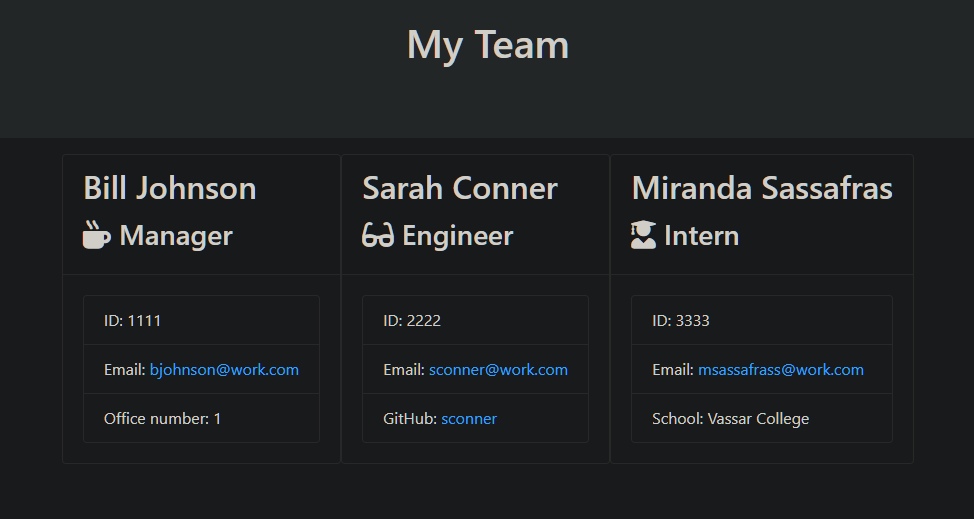 My Team
Bill Johnson
Manager
ID: 1111
Email: bjohnson@work.com
Office number: 1
Sarah Conner
Engineer
ID: 2222
Email: sconner@work.com
GitHub: sconner
Miranda Sassafras
Intern
ID: 3333
Email: msassafrass@work.com
School: Vassar College